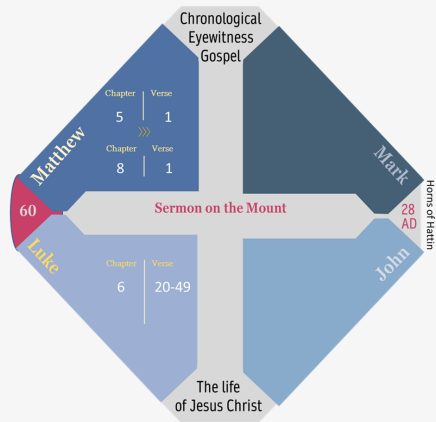 Chronological
Eyewitness
Gospel
Matthew
Chapter Verse
5 1
>>>
Chapter Verse
8 1
Mark
60
Sermon on the Mount
28
AD
Horns of Hattin
Luke
Chapter Verse
6 20-49
John
The life
of Jesus Christ